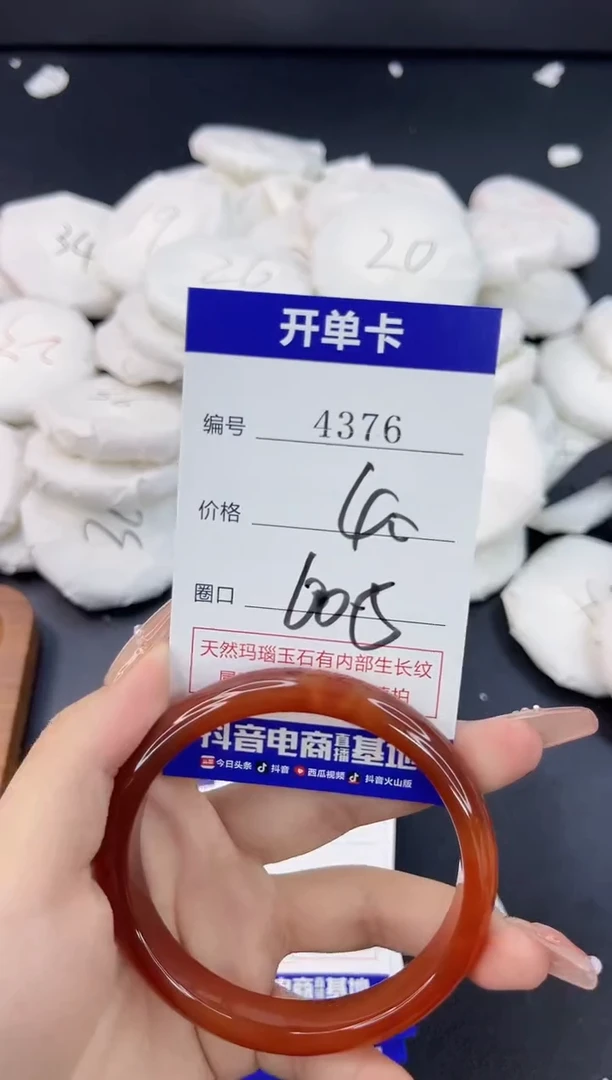 34
20
26
开单卡
编号 4376
价格
圈口 60.5
天然玛瑙玉石有内部生长纹
抖音电商直播基地
今日头条 抖音 西瓜视频 抖音火山版